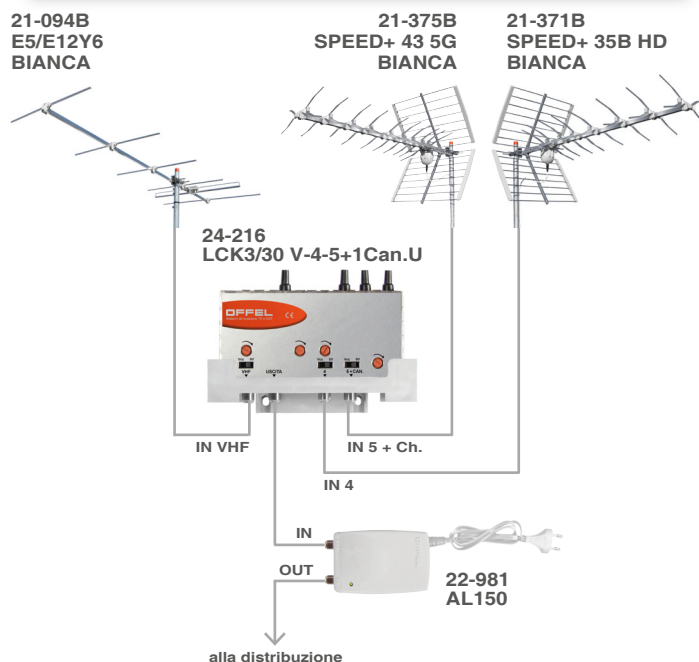 21-094B
E5/E12Y6
BIANCA
21-375B
SPEED+ 43 5G
BIANCA
21-371B
SPEED+ 35B HD
BIANCA
24-216
LCK3/30 V-4-5+1Can.U
OFFEL
CE
VHF
USCITA
4
5+CAN.
IN VHF
IN 5 + Ch.
IN 4
IN
OUT
22-981
AL150
alla distribuzione